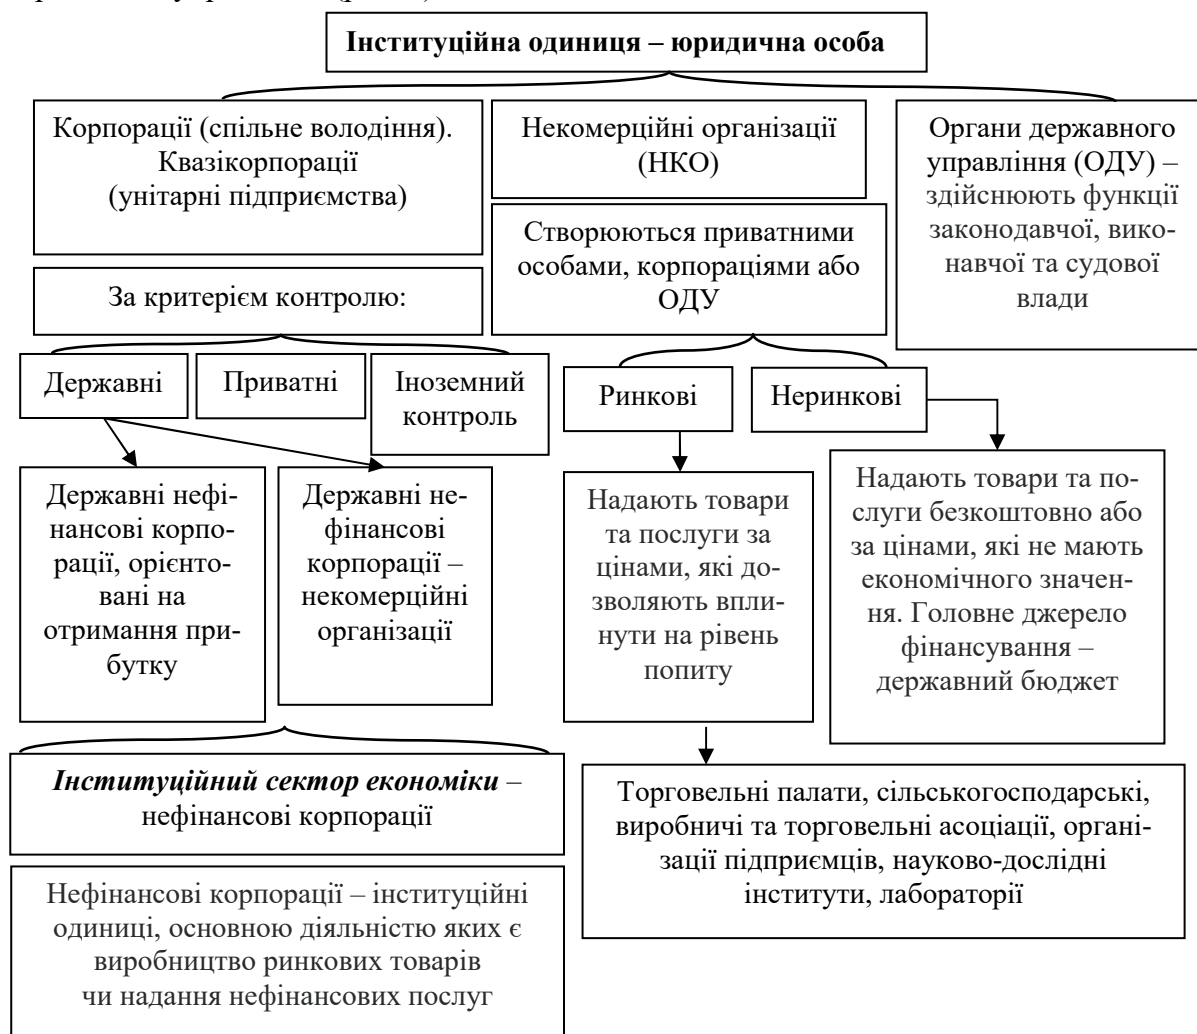 Інституційна одиниця – юридична особа
Корпорації (спільне володіння).
Квазікорпорації
(унітарні підприємства)
Некомерційні організації
(НКО)
Органи державного
управління (ОДУ) –
здійснюють функції
законодавчої, вико-
навчої та судової
влади
Створюються приватними
особами, корпораціями або
ОДУ
За критерієм контролю:
Державні
Приватні
Іноземний
контроль
Ринкові
Неринкові
Державні нефі-
нансові корпо-
рації, орієнто-
вані на
отримання при-
бутку
Державні не-
фінансові
корпорації –
некомерційні
організації
Надають товари
та послуги за
цінами, які до-
зволяють впли-
нути на рівень
попиту
Надають товари та по-
слуги безкоштовно або
за цінами, які не мають
економічного значен-
ня. Головне джерело
фінансування –
державний бюджет
Інституційний сектор економіки –
нефінансові корпорації
Торговельні палати, сільськогосподарські,
виробничі та торговельні асоціації, органі-
зації підприємців, науково-дослідні
інститути, лабораторії
Нефінансові корпорації – інституційні
одиниці, основною діяльністю яких є
виробництво ринкових товарів
чи надання нефінансових послуг